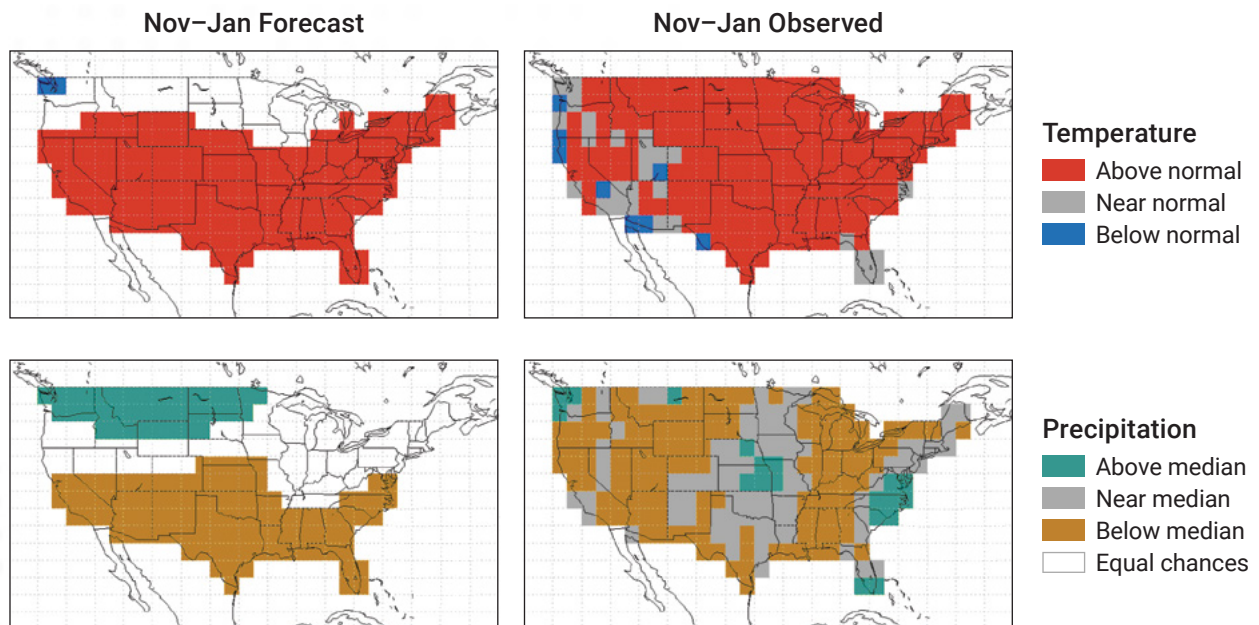 Nov–Jan Forecast
Nov–Jan Observed
Temperature
Above normal
Near normal
Below normal
Precipitation
Above median
Near median
Below median
Equal chances